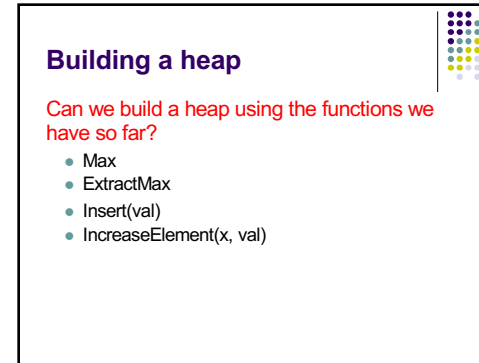 Building a heap
Can we build a heap using the functions we
have so far?
Max
ExtractMax
Insert(val)
IncreaseElement(x, val)